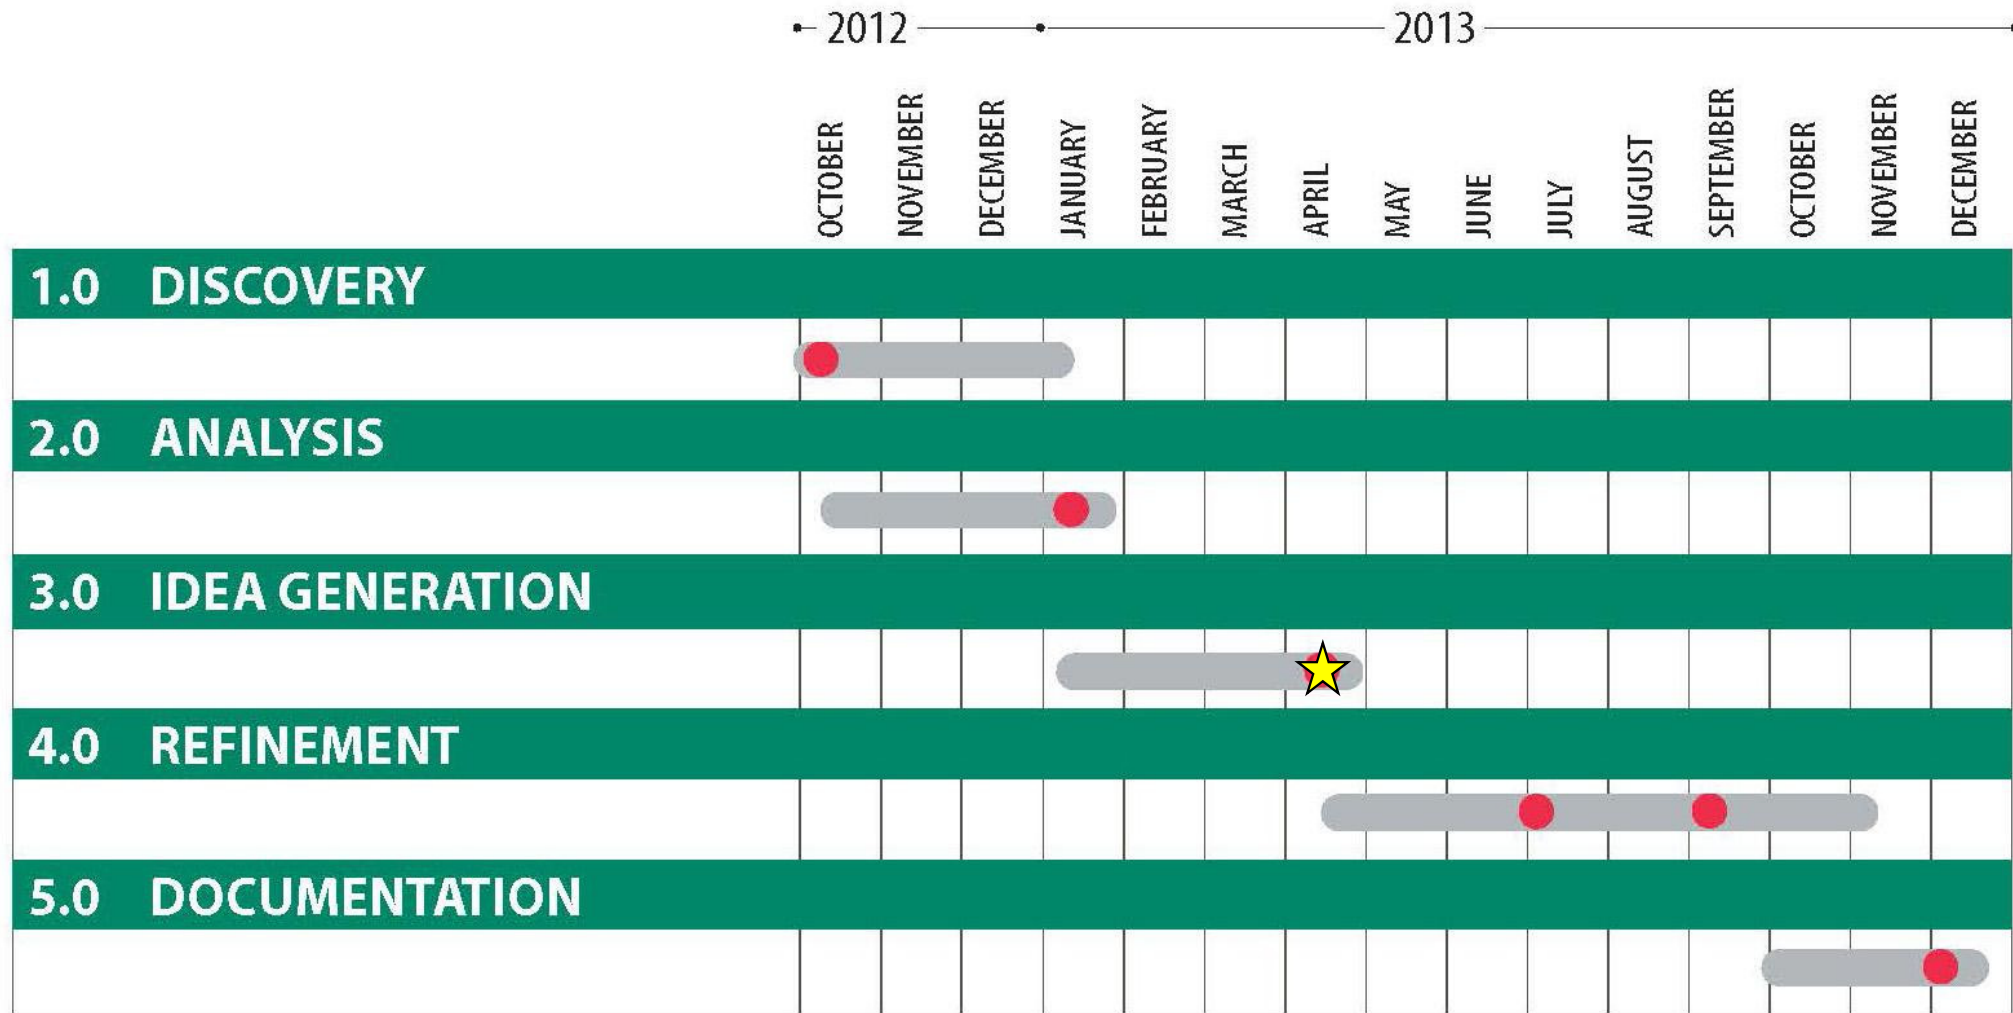 2012 2013
OCTOBER NOVEMBER DECEMBER JANUARY FEBRUARY MARCH APRIL MAY JUNE JULY AUGUST SEPTEMBER OCTOBER NOVEMBER DECEMBER
1.0 DISCOVERY
2.0 ANALYSIS
3.0 IDEA GENERATION
4.0 REFINEMENT
5.0 DOCUMENTATION